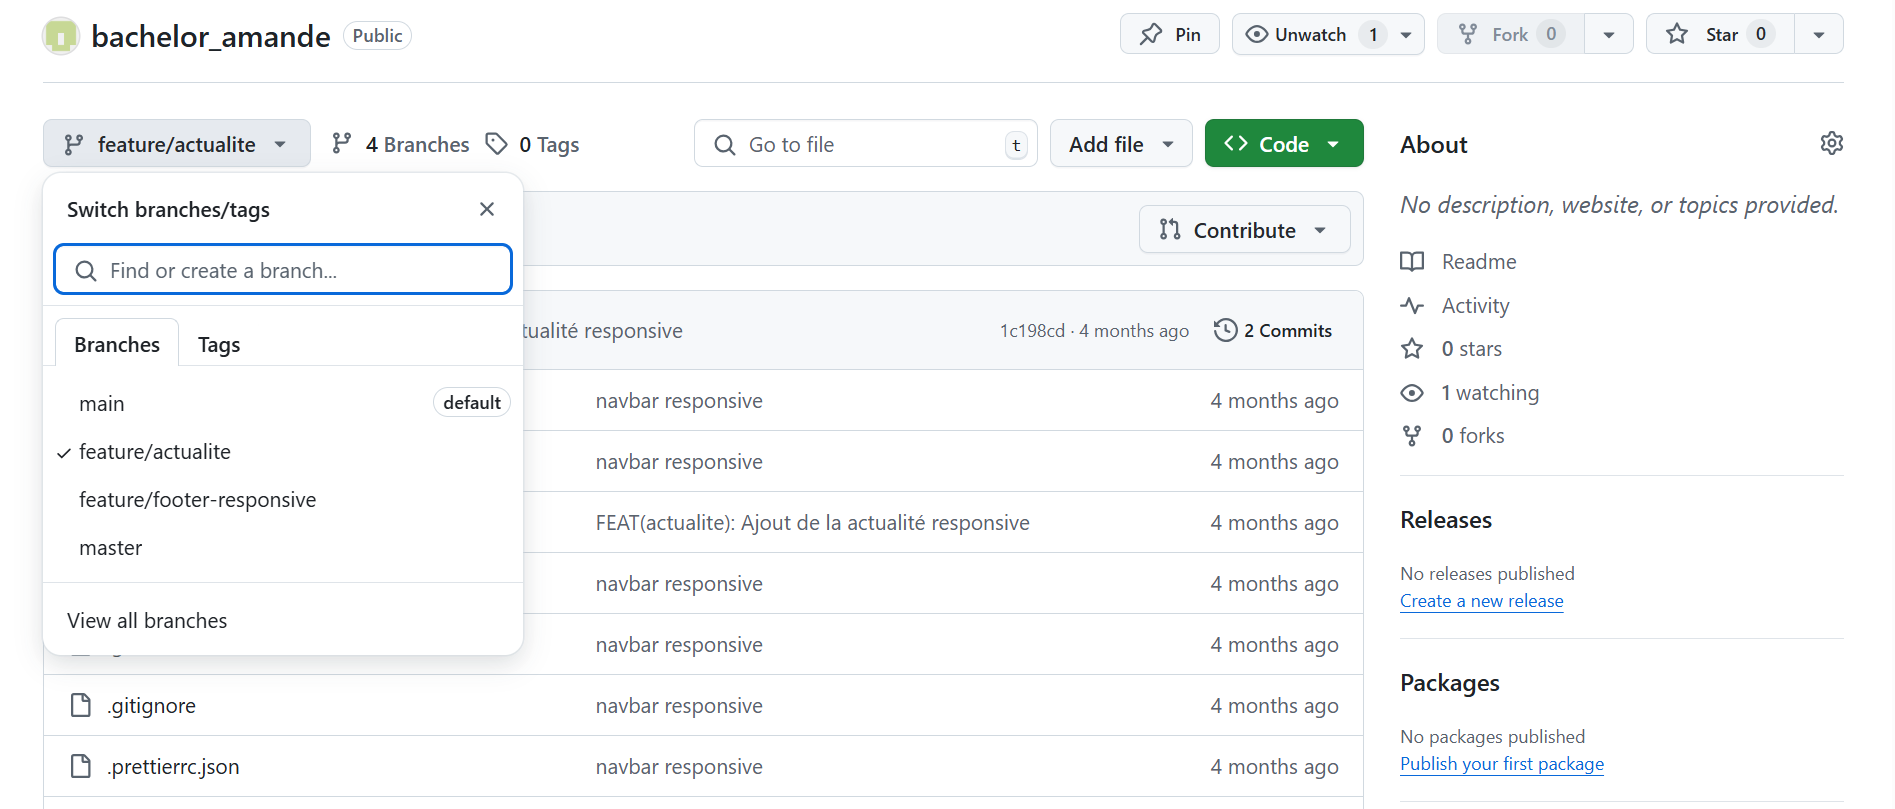 bachelor_amande Public
Pin
Unwatch 1
Fork 0
Star 0
feature/actualite
4 Branches
0 Tags
Go to file t
Add file
Code
Switch branches/tags
Find or create a branch...
Branches Tags
main default
feature/actualite
feature/footer-responsive
master
View all branches
Contribute
tualité responsive 1c198cd · 4 months ago 2 Commits
navbar responsive 4 months ago
navbar responsive 4 months ago
FEAT(actualite): Ajout de la actualité responsive 4 months ago
navbar responsive 4 months ago
navbar responsive 4 months ago
.gitignore navbar responsive 4 months ago
.prettierrc.json navbar responsive 4 months ago
About
No description, website, or topics provided.
Readme
Activity
0 stars
1 watching
0 forks
Releases
No releases published
Create a new release
Packages
No packages published
Publish your first package